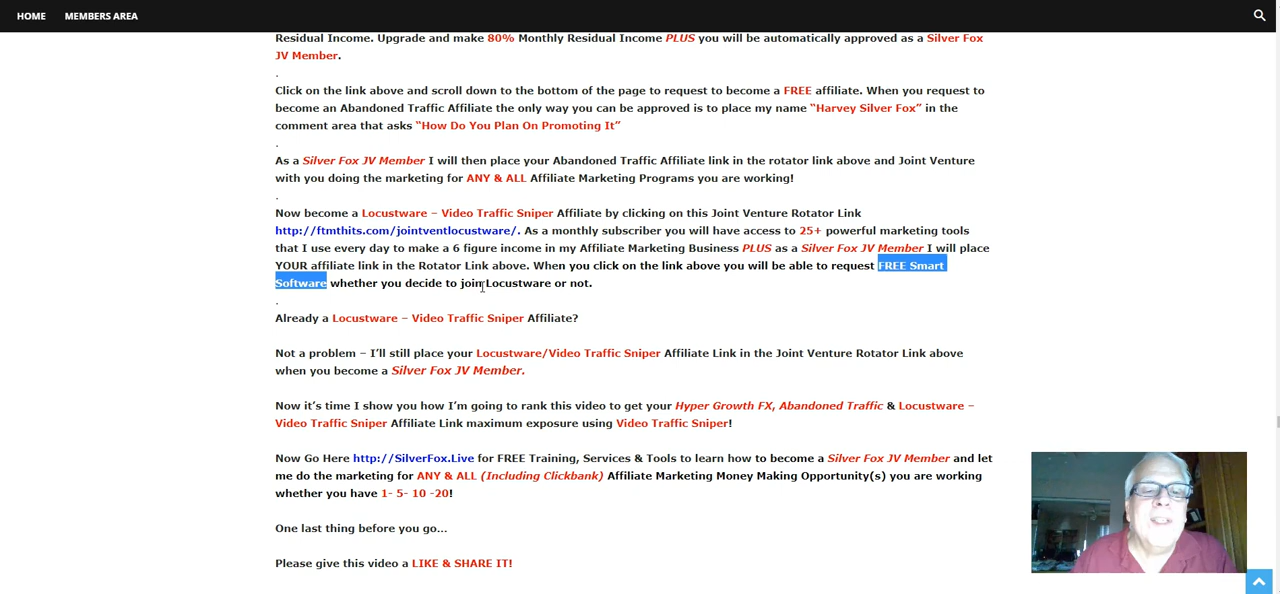 HOME MEMBERS AREA
Residual Income. Upgrade and make 80% Monthly Residual Income PLUS you will be automatically approved as a Silver Fox
JV Member.
.
Click on the link above and scroll down to the bottom of the page to request to become a FREE affiliate. When you request to
become an Abandoned Traffic Affiliate the only way you can be approved is to place my name “Harvey Silver Fox” in the
comment area that asks “How Do You Plan On Promoting It”
.
As a Silver Fox JV Member I will then place your Abandoned Traffic Affiliate link in the rotator link above and Joint Venture
with you doing the marketing for ANY & ALL Affiliate Marketing Programs you are working!
.
Now become a Locustware – Video Traffic Sniper Affiliate by clicking on this Joint Venture Rotator Link
http://ftmthits.com/jointventlocustware/. As a monthly subscriber you will have access to 25+ powerful marketing tools
that I use every day to make a 6 figure income in my Affiliate Marketing Business PLUS as a Silver Fox JV Member I will place
YOUR affiliate link in the Rotator Link above. When you click on the link above you will be able to request FREE Smart
Software whether you decide to join Locustware or not.
.
Already a Locustware – Video Traffic Sniper Affiliate?
Not a problem – I’ll still place your Locustware/Video Traffic Sniper Affiliate Link in the Joint Venture Rotator Link above
when you become a Silver Fox JV Member.
Now it’s time I show you how I’m going to rank this video to get your Hyper Growth FX, Abandoned Traffic & Locustware –
Video Traffic Sniper Affiliate Link maximum exposure using Video Traffic Sniper!
Now Go Here http://SilverFox.Live for FREE Training, Services & Tools to learn how to become a Silver Fox JV Member and let
me do the marketing for ANY & ALL (Including Clickbank) Affiliate Marketing Money Making Opportunity(s) you are working
whether you have 1- 5- 10 -20!
One last thing before you go…
Please give this video a LIKE & SHARE IT!